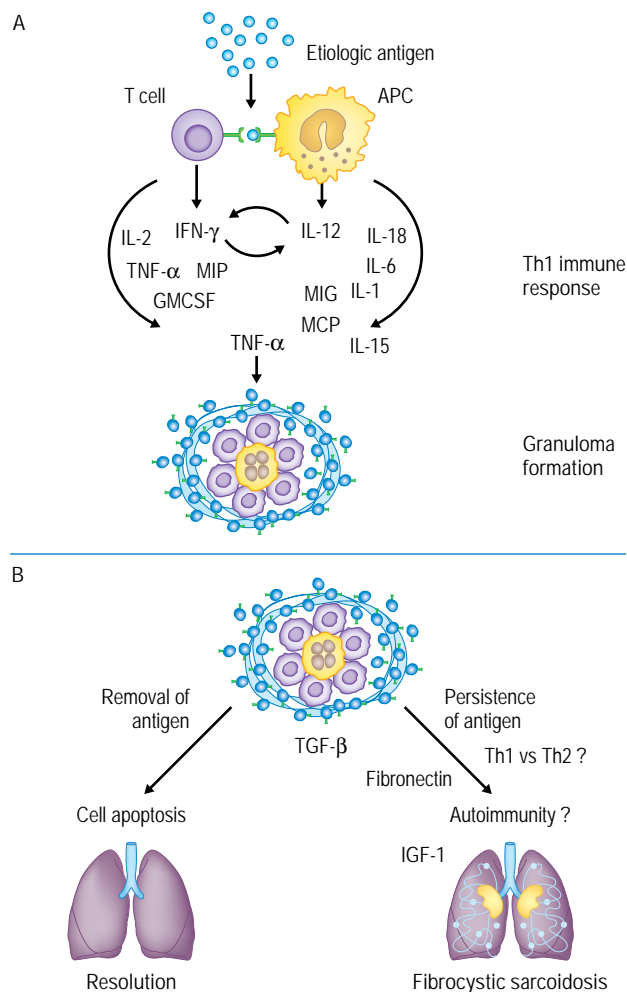 A
Etiologic antigen
T cell
APC
IL-2
IFN-γ
IL-12
IL-18
TNF-α
MIP
IL-6
GMCSF
MIG
IL-1
MCP
TNF-α
IL-15
Th1 immune
response
Granuloma
formation
B
Removal of
antigen
Persistence
of antigen
TGF-β
Th1 vs Th2 ?
Fibronectin
Cell apoptosis
Autoimmunity ?
IGF-1
Resolution
Fibrocystic sarcoidosis